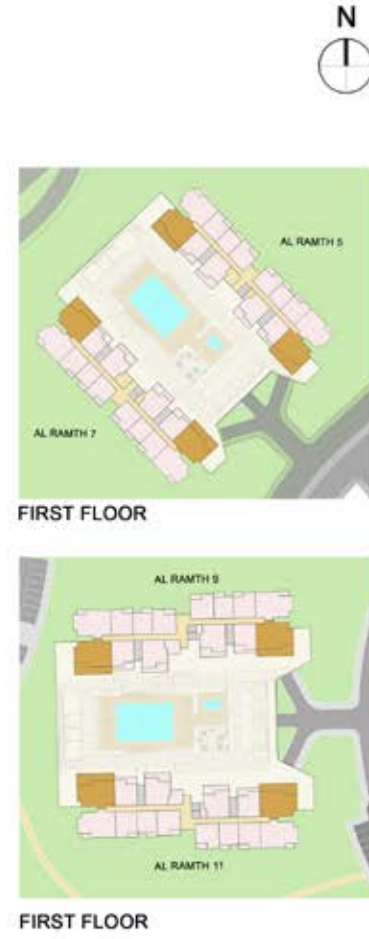 N
AL RAMTH 5
AL RAMTH 7
FIRST FLOOR
AL RAMTH 9
AL RAMTH 11
FIRST FLOOR